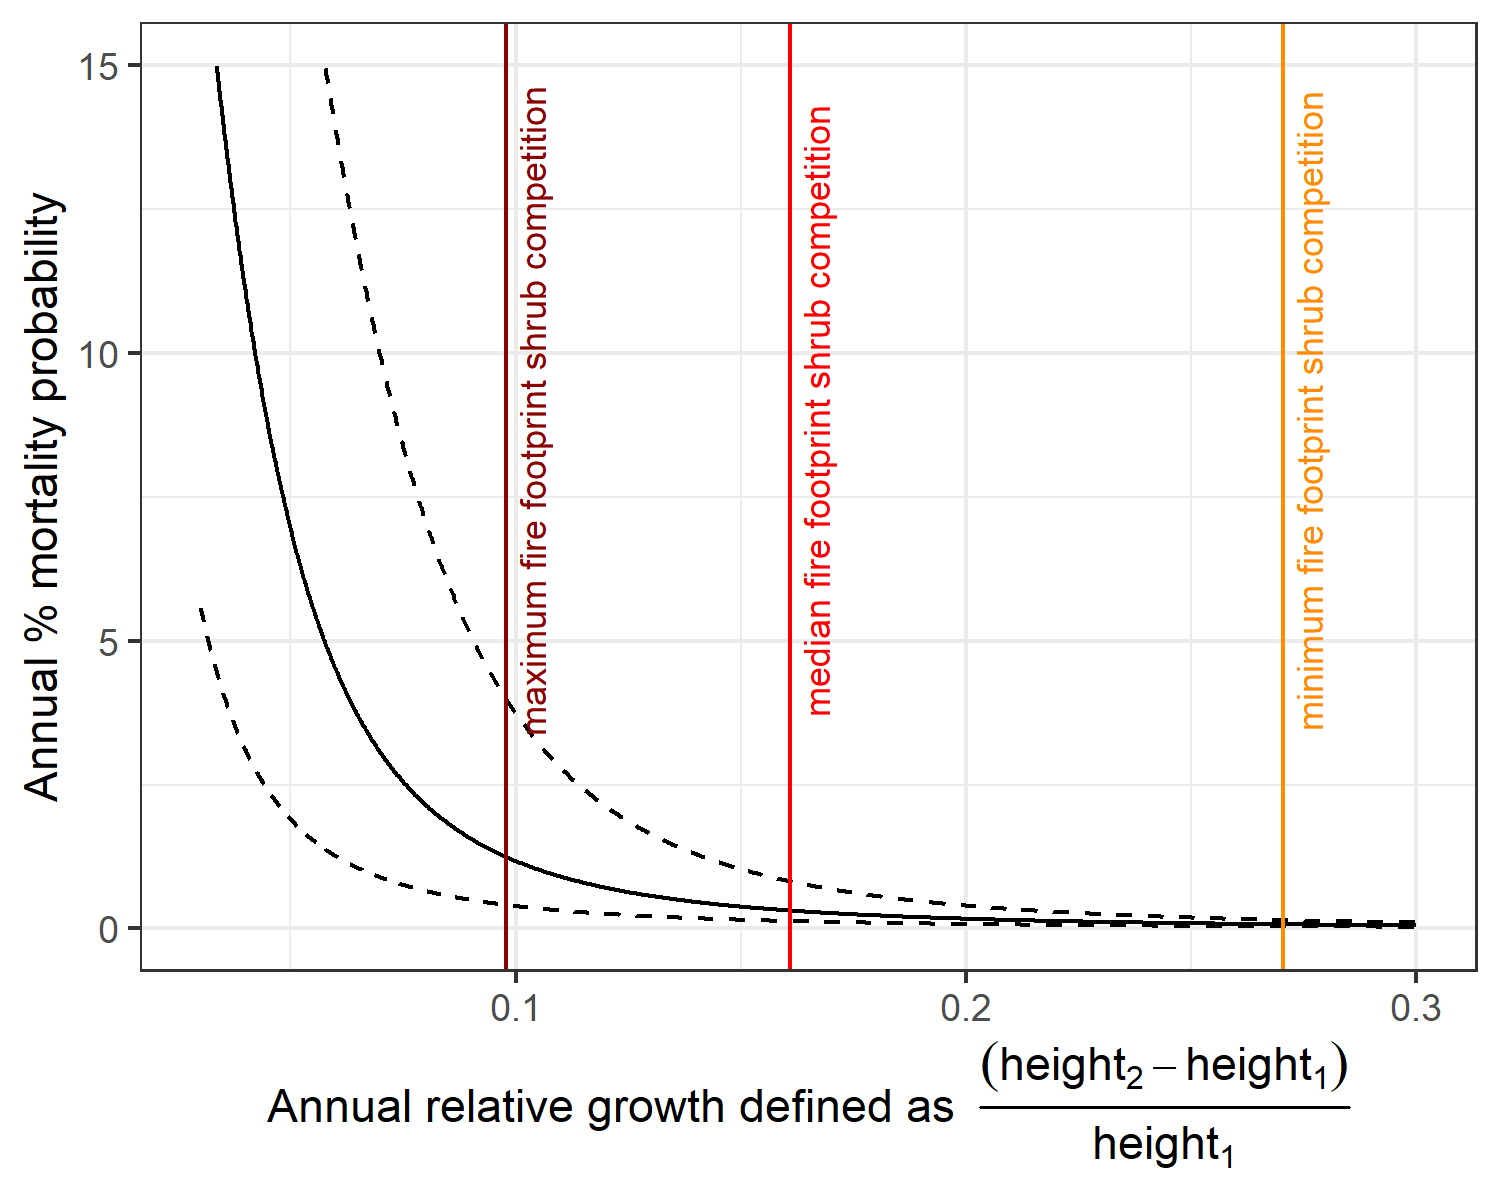 Annual % mortality probability
15
10
5
0
maximum fire footprint shrub competition
median fire footprint shrub competition
minimum fire footprint shrub competition
0.1
0.2
0.3
Annual relative growth defined as (height₂ − height₁)
height₁